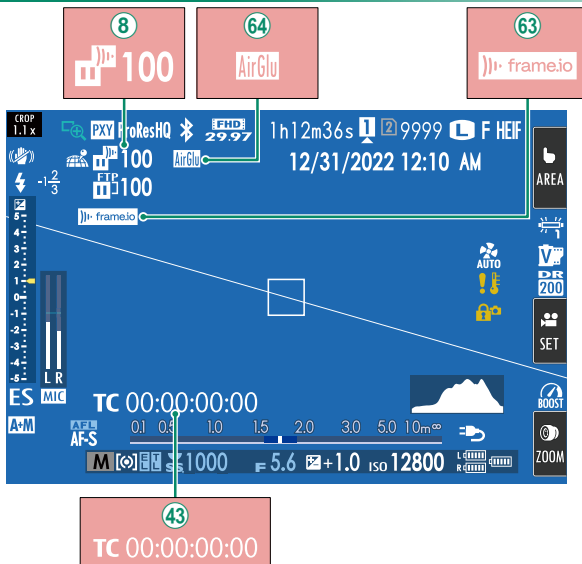 8
64
63
100
AirGlu
frame.io
CROP
1.1 x
PXY ProResHQ FHD 29.97 1h12m36s 1 2 9999 L F HEIF
100 AirGlu 12/31/2022 12:10 AM
-1 2/3
FTP
100
frame.io
AREA
AUTO
V
DR
200
SET
5
4
3
2
1
0
-1
-2
-3
-4
-5
L R
ES MIC
TC 00:00:00:00
BOOST
A+M
AFL
AF-S
0.1 0.5 1.0 1.5 2.0 3.0 5.0 10m∞
ZOOM
M E T L S.S. 1000 F 5.6 +1.0 ISO 12800 L R
43
TC 00:00:00:00